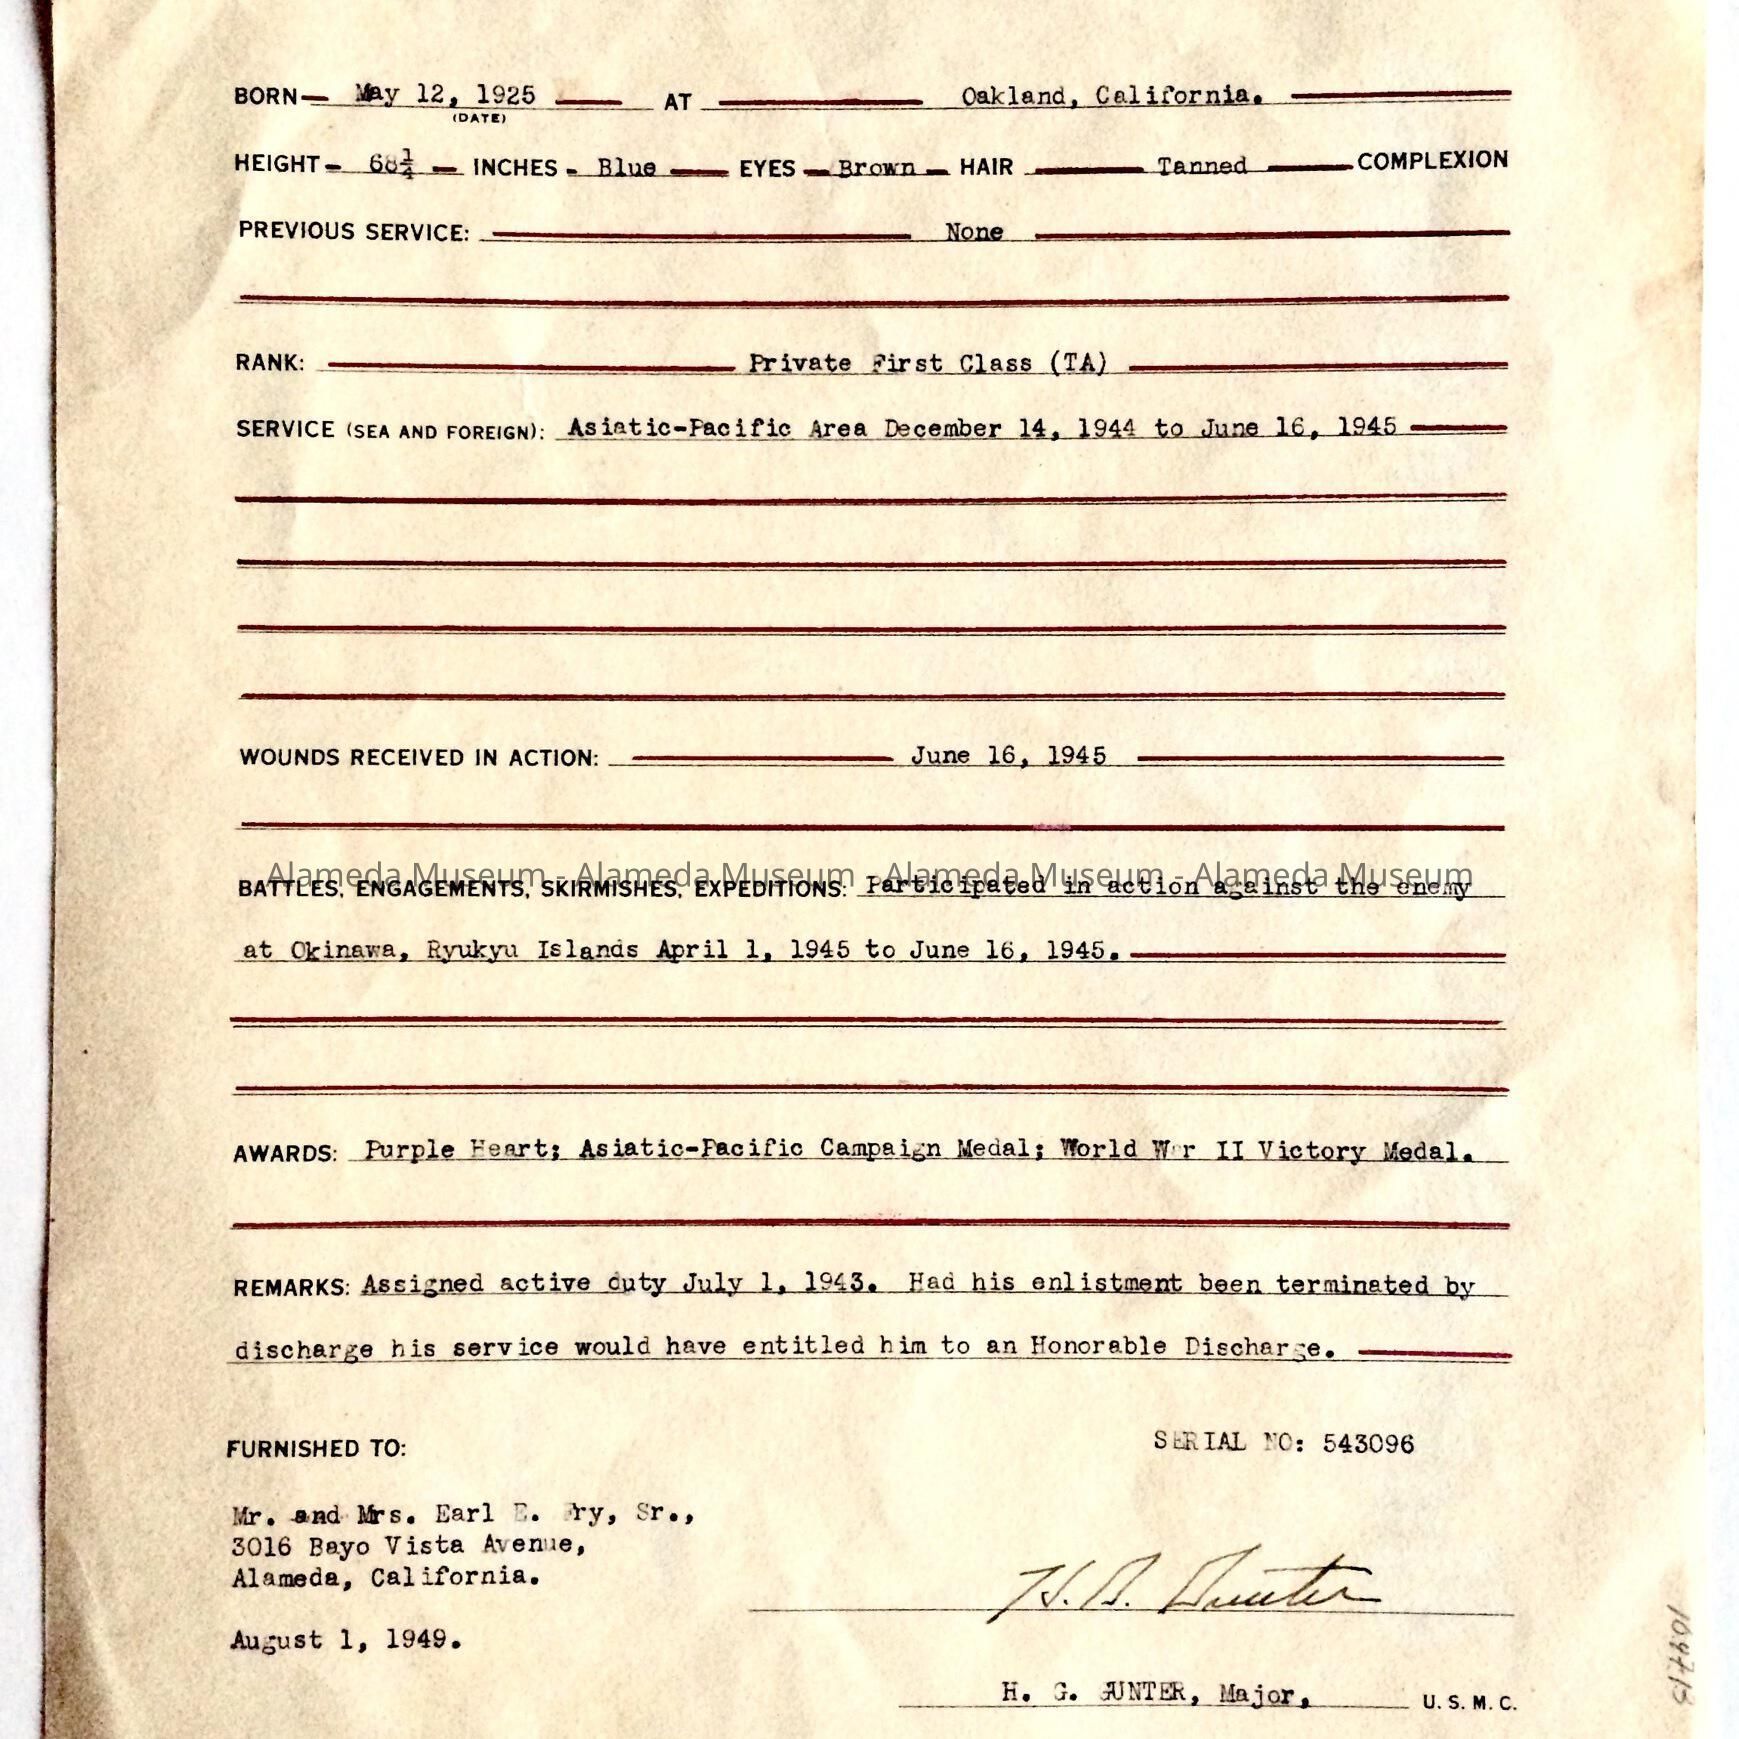 BORN May 12, 1925 AT Oakland, California.
(DATE)
HEIGHT 68¼ INCHES Blue EYES Brown HAIR Tanned COMPLEXION
PREVIOUS SERVICE: None
RANK: Private First Class (TA)
SERVICE (SEA AND FOREIGN): Asiatic-Pacific Area December 14, 1944 to June 16, 1945
WOUNDS RECEIVED IN ACTION: June 16, 1945
Alameda Museum - Alameda Museum - Alameda Museum - Alameda Museum
BATTLES, ENGAGEMENTS, SKIRMISHES, EXPEDITIONS: Participated in action against the enemy
at Okinawa, Ryukyu Islands April 1, 1945 to June 16, 1945.
AWARDS: Purple Heart; Asiatic-Pacific Campaign Medal; World War II Victory Medal.
REMARKS: Assigned active duty July 1, 1943. Had his enlistment been terminated by
discharge his service would have entitled him to an Honorable Discharge.
FURNISHED TO:
SERIAL NO: 543096
Mr. and Mrs. Earl E. Fry, Sr.,
3016 Bayo Vista Avenue,
Alameda, California.
H. G. Gunter
August 1, 1949.
H. G. GUNTER, Major, U. S. M. C.